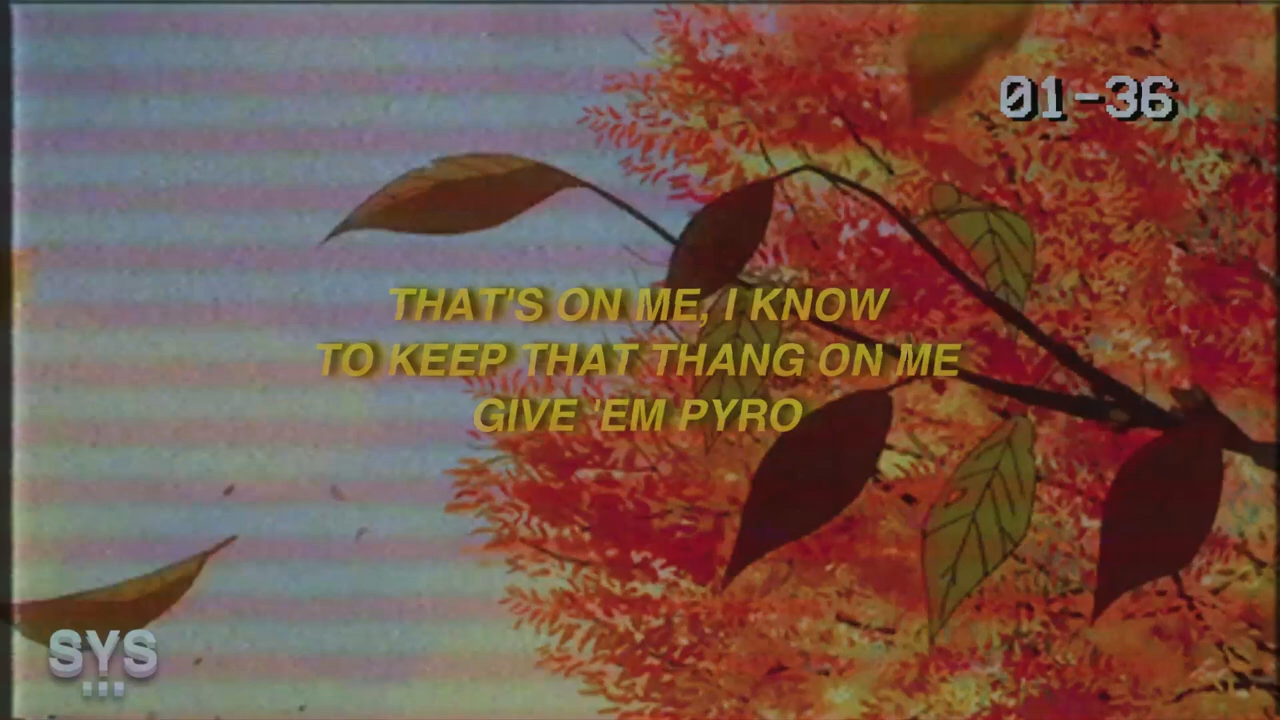 01-36
THAT'S ON ME, I KNOW
TO KEEP THAT THANG ON ME
GIVE 'EM PYRO
SYS